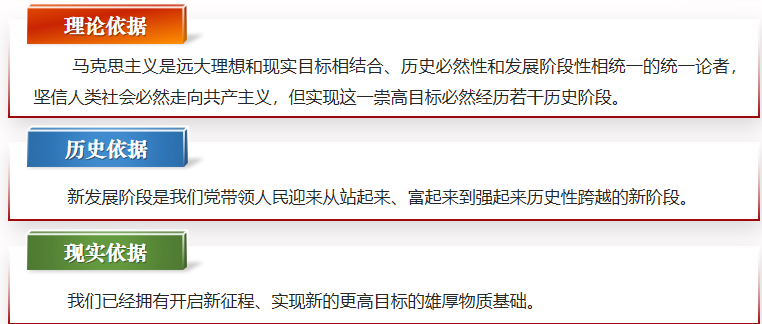 理论依据
马克思主义是远大理想和现实目标相结合、历史必然性和发展阶段性相统一的统一论者，
坚信人类社会必然走向共产主义，但实现这一崇高目标必然经历若干历史阶段。
历史依据
新发展阶段是我们党带领人民迎来从站起来、富起来到强起来历史性跨越的新阶段。
现实依据
我们已经拥有开启新征程、实现新的更高目标的雄厚物质基础。